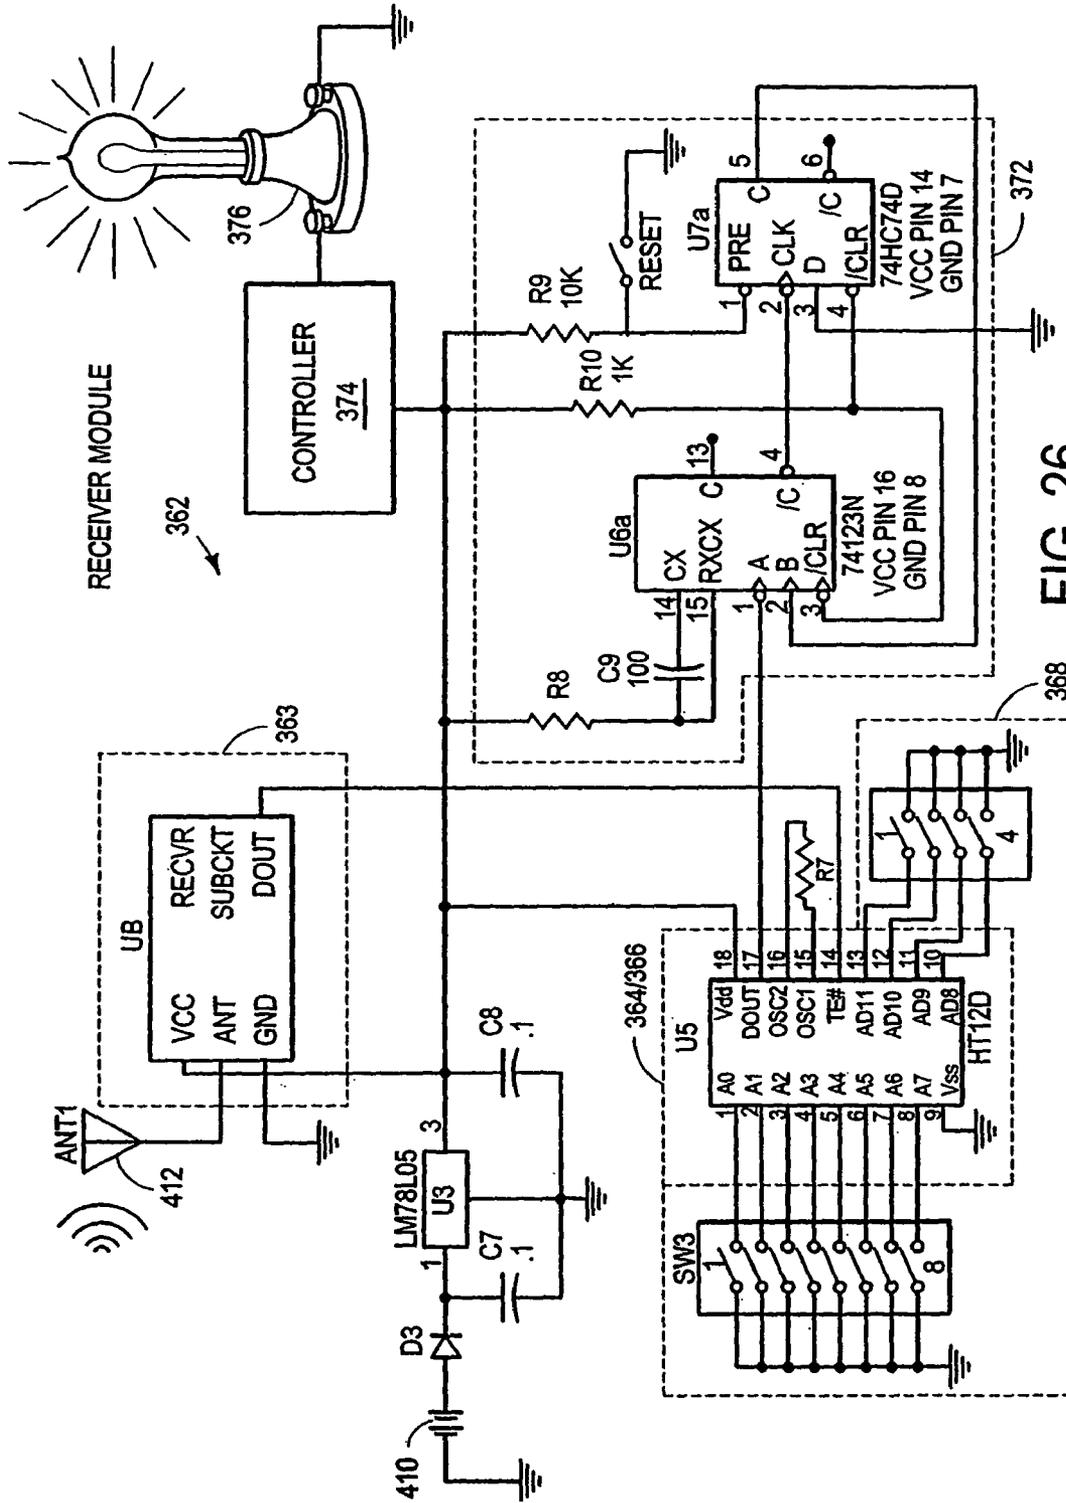 RECEIVER MODULE
362
376
CONTROLLER
374
ANT1
412
UB
VCC
ANT
GND
RECVR
SUBCKT
DOUT
363
410
D3
LM78L05
U3
1
3
C7
.1
C8
.1
R8
C9
100
U6a
14
15
CX
RXCX
C
13
1
2
3
A
B
/CLR
/C
4
74123N
VCC PIN 16
GND PIN 8
R9
10K
R10
1K
RESET
U7a
PRE
CLK
D
/CLR
1
2
3
4
C
5
/C
6
74HC74D
VCC PIN 14
GND PIN 7
372
364/366
U5
SW3
1
8
1 A0
2 A1
3 A2
4 A3
5 A4
6 A5
7 A6
8 A7
9 Vss
Vdd 18
DOUT 17
OSC2 16
OSC1 15
TE# 14
AD11 13
AD10 12
AD9 11
AD8 10
HT12D
R7
1
4
368
FIG. 26